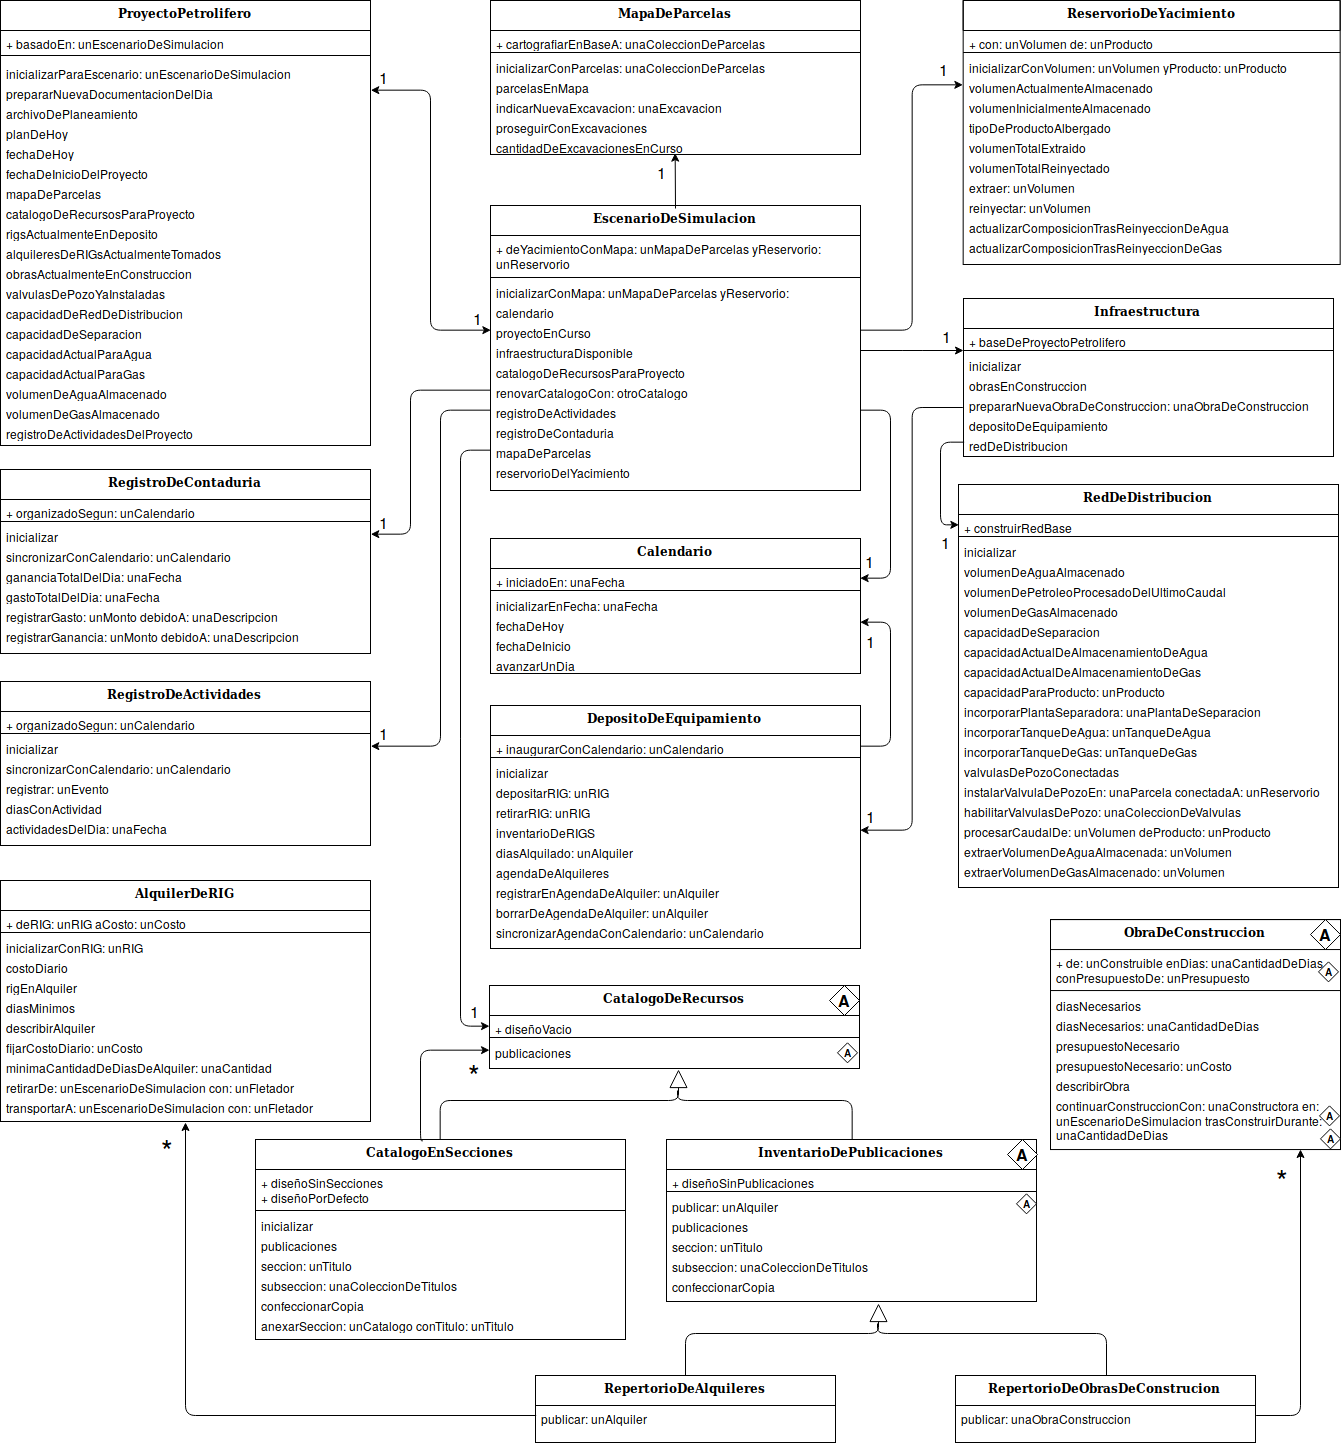 ProyectoPetrolifero
+ basadoEn: unEscenarioDeSimulacion
inicializarParaEscenario: unEscenarioDeSimulacion
prepararNuevaDocumentacionDelDia
archivoDePlaneamiento
planDeHoy
fechaDeHoy
fechaDeInicioDelProyecto
mapaDeParcelas
catalogoDeRecursosParaProyecto
rigsActualmenteEnDeposito
alquileresDeRIGsActualmenteTomados
obrasActualmenteEnConstruccion
valvulasDePozoYaInstaladas
capacidadDeRedDeDistribucion
capacidadDeSeparacion
capacidadActualParaAgua
capacidadActualParaGas
volumenDeAguaAlmacenado
volumenDeGasAlmacenado
registroDeActividadesDelProyecto
1
MapaDeParcelas
+ cartografiarEnBaseA: unaColeccionDeParcelas
inicializarConParcelas: unaColeccionDeParcelas
parcelasEnMapa
indicarNuevaExcavacion: unaExcavacion
proseguirConExcavaciones
cantidadDeExcavacionesEnCurso
1
ReservorioDeYacimiento
+ con: unVolumen de: unProducto
inicializarConVolumen: unVolumen yProducto: unProducto
volumenActualmenteAlmacenado
volumenInicialmenteAlmacenado
tipoDeProductoAlbergado
volumenTotalExtraido
volumenTotalReinyectado
extraer: unVolumen
reinyectar: unVolumen
actualizarComposicionTrasReinyeccionDeAgua
actualizarComposicionTrasReinyeccionDeGas
1
EscenarioDeSimulacion
+ deYacimientoConMapa: unMapaDeParcelas yReservorio:
unReservorio
inicializarConMapa: unMapaDeParcelas yReservorio:
calendario
proyectoEnCurso
infraestructuraDisponible
catalogoDeRecursosParaProyecto
renovarCatalogoCon: otroCatalogo
registroDeActividades
registroDeContaduria
mapaDeParcelas
reservorioDelYacimiento
1
Infraestructura
+ baseDeProyectoPetrolifero
inicializar
obrasEnConstruccion
prepararNuevaObraDeConstruccion: unaObraDeConstruccion
depositoDeEquipamiento
redDeDistribucion
1
RegistroDeContaduria
+ organizadoSegun: unCalendario
inicializar
sincronizarConCalendario: unCalendario
gananciaTotalDelDia: unaFecha
gastoTotalDelDia: unaFecha
registrarGasto: unMonto debidoA: unaDescripcion
registrarGanancia: unMonto debidoA: unaDescripcion
1
Calendario
+ iniciadoEn: unaFecha
inicializarEnFecha: unaFecha
fechaDeHoy
fechaDeInicio
avanzarUnDia
1
1
RedDeDistribucion
+ construirRedBase
inicializar
volumenDeAguaAlmacenado
volumenDePetroleoProcesadoDelUltimoCaudal
volumenDeGasAlmacenado
capacidadDeSeparacion
capacidadActualDeAlmacenamientoDeAgua
capacidadActualDeAlmacenamientoDeGas
capacidadParaProducto: unProducto
incorporarPlantaSeparadora: unaPlantaDeSeparacion
incorporarTanqueDeAgua: unTanqueDeAgua
incorporarTanqueDeGas: unTanqueDeGas
valvulasDePozoConectadas
instalarValvulaDePozoEn: unaParcela conectadaA: unReservorio
habilitarValvulasDePozo: unaColeccionDeValvulas
procesarCaudalDe: unVolumen deProducto: unProducto
extraerVolumenDeAguaAlmacenada: unVolumen
extraerVolumenDeGasAlmacenado: unVolumen
1
RegistroDeActividades
+ organizadoSegun: unCalendario
inicializar
sincronizarConCalendario: unCalendario
registrar: unEvento
diasConActividad
actividadesDelDia: unaFecha
1
DepositoDeEquipamiento
+ inaugurarConCalendario: unCalendario
inicializar
depositarRIG: unRIG
retirarRIG: unRIG
inventarioDeRIGS
diasAlquilado: unAlquiler
agendaDeAlquileres
registrarEnAgendaDeAlquiler: unAlquiler
borrarDeAgendaDeAlquiler: unAlquiler
sincronizarAgendaConCalendario: unCalendario
1
AlquilerDeRIG
+ deRIG: unRIG aCosto: unCosto
inicializarConRIG: unRIG
costoDiario
rigEnAlquiler
diasMinimos
describirAlquiler
fijarCostoDiario: unCosto
minimaCantidadDeDiasDeAlquiler: unaCantidad
retirarDe: unEscenarioDeSimulacion con: unFletador
transportarA: unEscenarioDeSimulacion con: unFletador
*
CatalogoDeRecursos
A
+ diseñoVacio
publicaciones
A
1
*
ObraDeConstruccion
A
+ de: unConstruible enDias: unaCantidadDeDias
conPresupuestoDe: unPresupuesto
A
diasNecesarios
diasNecesarios: unaCantidadDeDias
presupuestoNecesario
presupuestoNecesario: unCosto
describirObra
continuarConstruccionCon: unaConstructora en:
unEscenarioDeSimulacion trasConstruirDurante:
unaCantidadDeDias
A
A
*
CatalogoEnSecciones
+ diseñoSinSecciones
+ diseñoPorDefecto
inicializar
publicaciones
seccion: unTitulo
subseccion: unaColeccionDeTitulos
confeccionarCopia
anexarSeccion: unCatalogo conTitulo: unTitulo
InventarioDePublicaciones
A
+ diseñoSinPublicaciones
publicar: unAlquiler
A
publicaciones
seccion: unTitulo
subseccion: unaColeccionDeTitulos
confeccionarCopia
RepertorioDeAlquileres
publicar: unAlquiler
RepertorioDeObrasDeConstrucion
publicar: unaObraConstruccion